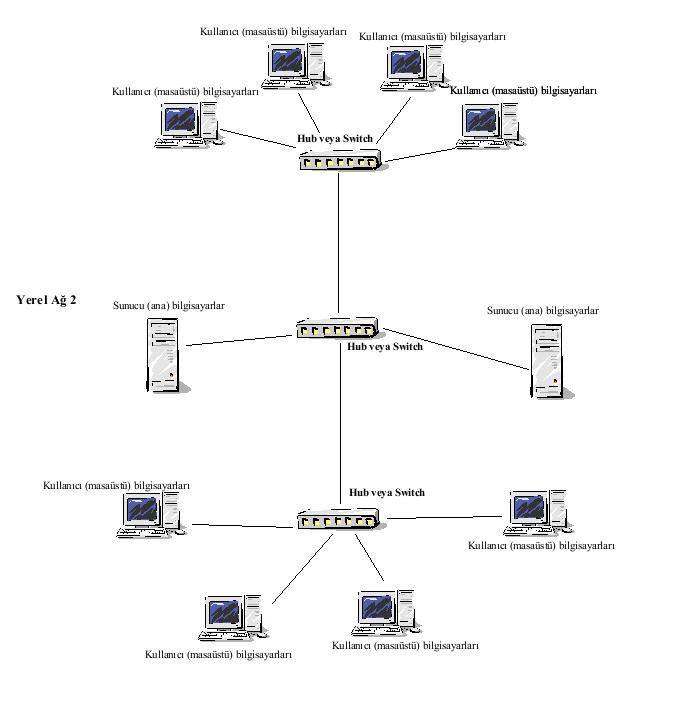 Kullanıcı (masaüstü) bilgisayarları
Kullanıcı (masaüstü) bilgisayarları
Kullanıcı (masaüstü) bilgisayarları
Kullanıcı (masaüstü) bilgisayarları
Hub veya Switch
Yerel Ağ 2
Sunucu (ana) bilgisayarlar
Sunucu (ana) bilgisayarlar
Hub veya Switch
Kullanıcı (masaüstü) bilgisayarları
Hub veya Switch
Kullanıcı (masaüstü) bilgisayarları
Kullanıcı (masaüstü) bilgisayarları
Kullanıcı (masaüstü) bilgisayarları